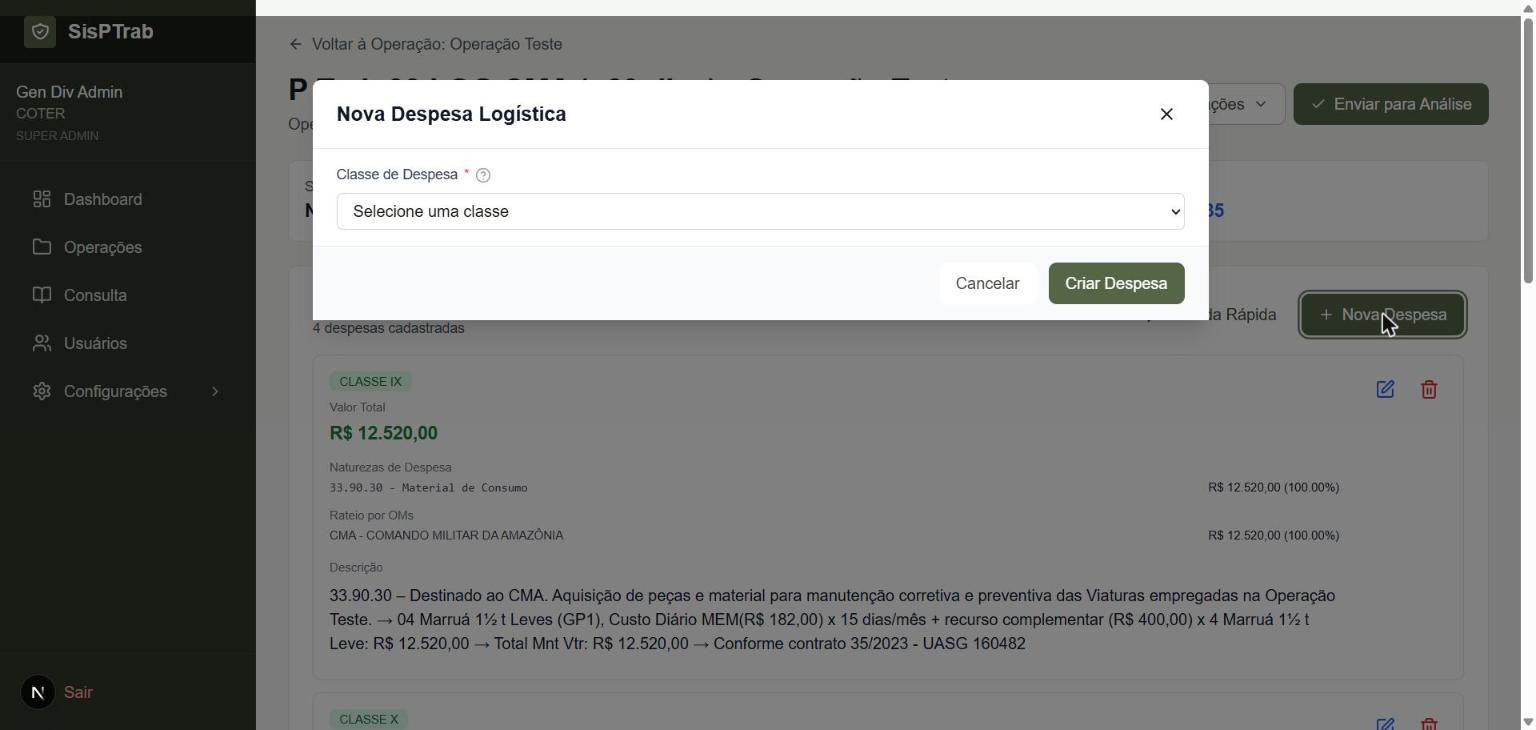 SisPTrab
Gen Div Admin
COTER
SUPER ADMIN
Dashboard
Operações
Consulta
Usuários
Configurações
N
Sair
Voltar à Operação: Operação Teste
Enviar para Análise
Nova Despesa Logística
Classe de Despesa *
Selecione uma classe
Cancelar
Criar Despesa
4 despesas cadastradas
Rápida
+ Nova Despesa
CLASSE IX
Valor Total
R$ 12.520,00
Naturezas de Despesa
33.90.30 - Material de Consumo R$ 12.520,00 (100.00%)
Rateio por OMs
CMA - COMANDO MILITAR DA AMAZÔNIA R$ 12.520,00 (100.00%)
Descrição
33.90.30 – Destinado ao CMA. Aquisição de peças e material para manutenção corretiva e preventiva das Viaturas empregadas na Operação
Teste. → 04 Marruá 1½ t Leves (GP1), Custo Diário MEM(R$ 182,00) x 15 dias/mês + recurso complementar (R$ 400,00) x 4 Marruá 1½ t
Leve: R$ 12.520,00 → Total Mnt Vtr: R$ 12.520,00 → Conforme contrato 35/2023 - UASG 160482
CLASSE X